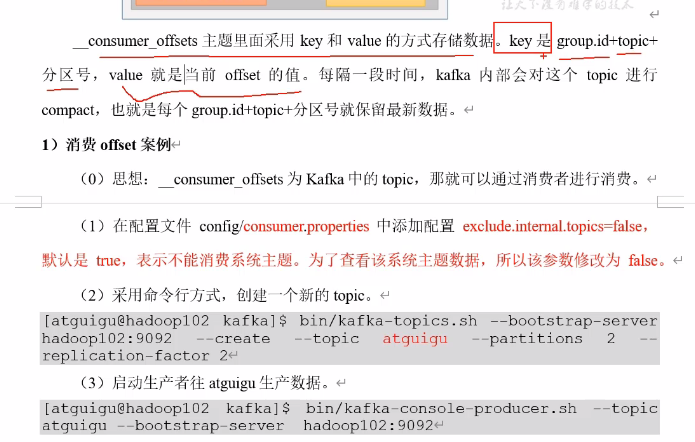 让天下没有难学的技术
__consumer_offsets 主题里面采用 key 和 value 的方式存储数据。key 是 group.id+topic+
分区号，value 就是当前 offset 的值。每隔一段时间，kafka 内部会对这个 topic 进行
compact，也就是每个 group.id+topic+分区号就保留最新数据。
1）消费 offset 案例
（0）思想：__consumer_offsets 为 Kafka 中的 topic，那就可以通过消费者进行消费。
（1）在配置文件 config/consumer.properties 中添加配置 exclude.internal.topics=false，
默认是 true，表示不能消费系统主题。为了查看该系统主题数据，所以该参数修改为 false。
（2）采用命令行方式，创建一个新的 topic。
[atguigu@hadoop102 kafka]$ bin/kafka-topics.sh --bootstrap-server
hadoop102:9092 --create --topic atguigu --partitions 2 --
replication-factor 2
（3）启动生产者往 atguigu 生产数据。
[atguigu@hadoop102 kafka]$ bin/kafka-console-producer.sh --topic
atguigu --bootstrap-server hadoop102:9092